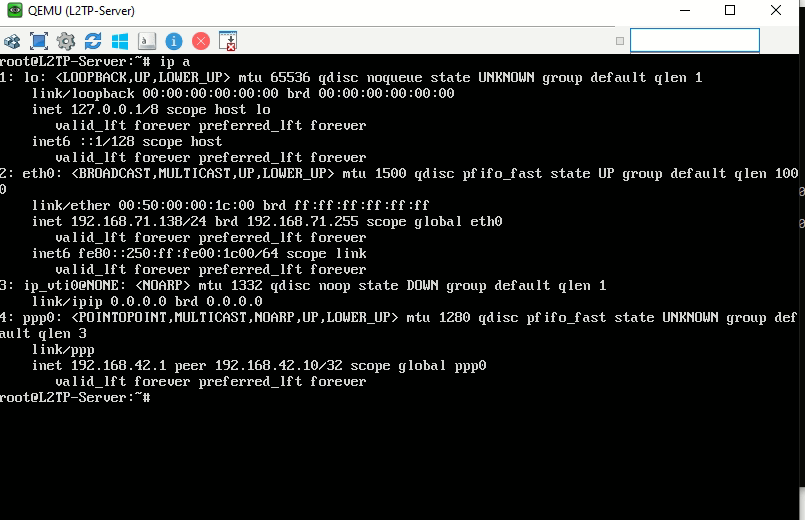 QEMU (L2TP-Server)
root@L2TP-Server:~# ip a
1: lo: <LOOPBACK,UP,LOWER_UP> mtu 65536 qdisc noqueue state UNKNOWN group default qlen 1
    link/loopback 00:00:00:00:00:00 brd 00:00:00:00:00:00
    inet 127.0.0.1/8 scope host lo
       valid_lft forever preferred_lft forever
    inet6 ::1/128 scope host
       valid_lft forever preferred_lft forever
2: eth0: <BROADCAST,MULTICAST,UP,LOWER_UP> mtu 1500 qdisc pfifo_fast state UP group default qlen 100
0
    link/ether 00:50:00:00:1c:00 brd ff:ff:ff:ff:ff:ff
    inet 192.168.71.138/24 brd 192.168.71.255 scope global eth0
       valid_lft forever preferred_lft forever
    inet6 fe80::250:ff:fe00:1c00/64 scope link
       valid_lft forever preferred_lft forever
3: ip_vti0@NONE: <NOARP> mtu 1332 qdisc noop state DOWN group default qlen 1
    link/ipip 0.0.0.0 brd 0.0.0.0
4: ppp0: <POINTOPOINT,MULTICAST,NOARP,UP,LOWER_UP> mtu 1280 qdisc pfifo_fast state UNKNOWN group def
ault qlen 3
    link/ppp
    inet 192.168.42.1 peer 192.168.42.10/32 scope global ppp0
       valid_lft forever preferred_lft forever
root@L2TP-Server:~#